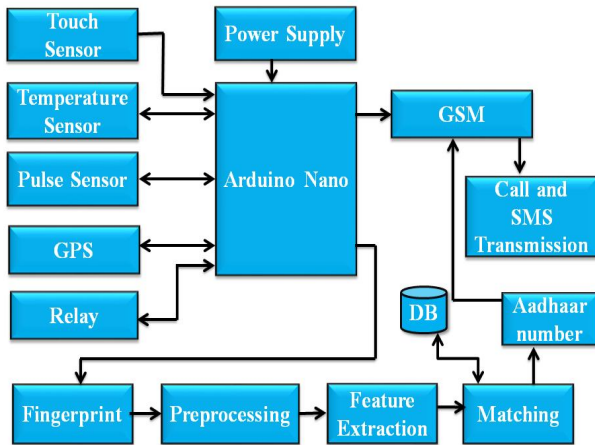 Touch
Sensor
Power Supply
Temperature
Sensor
GSM
Pulse Sensor
Arduino Nano
Call and
SMS
Transmission
GPS
Relay
DB
Aadhaar
number
Fingerprint
Preprocessing
Feature
Extraction
Matching